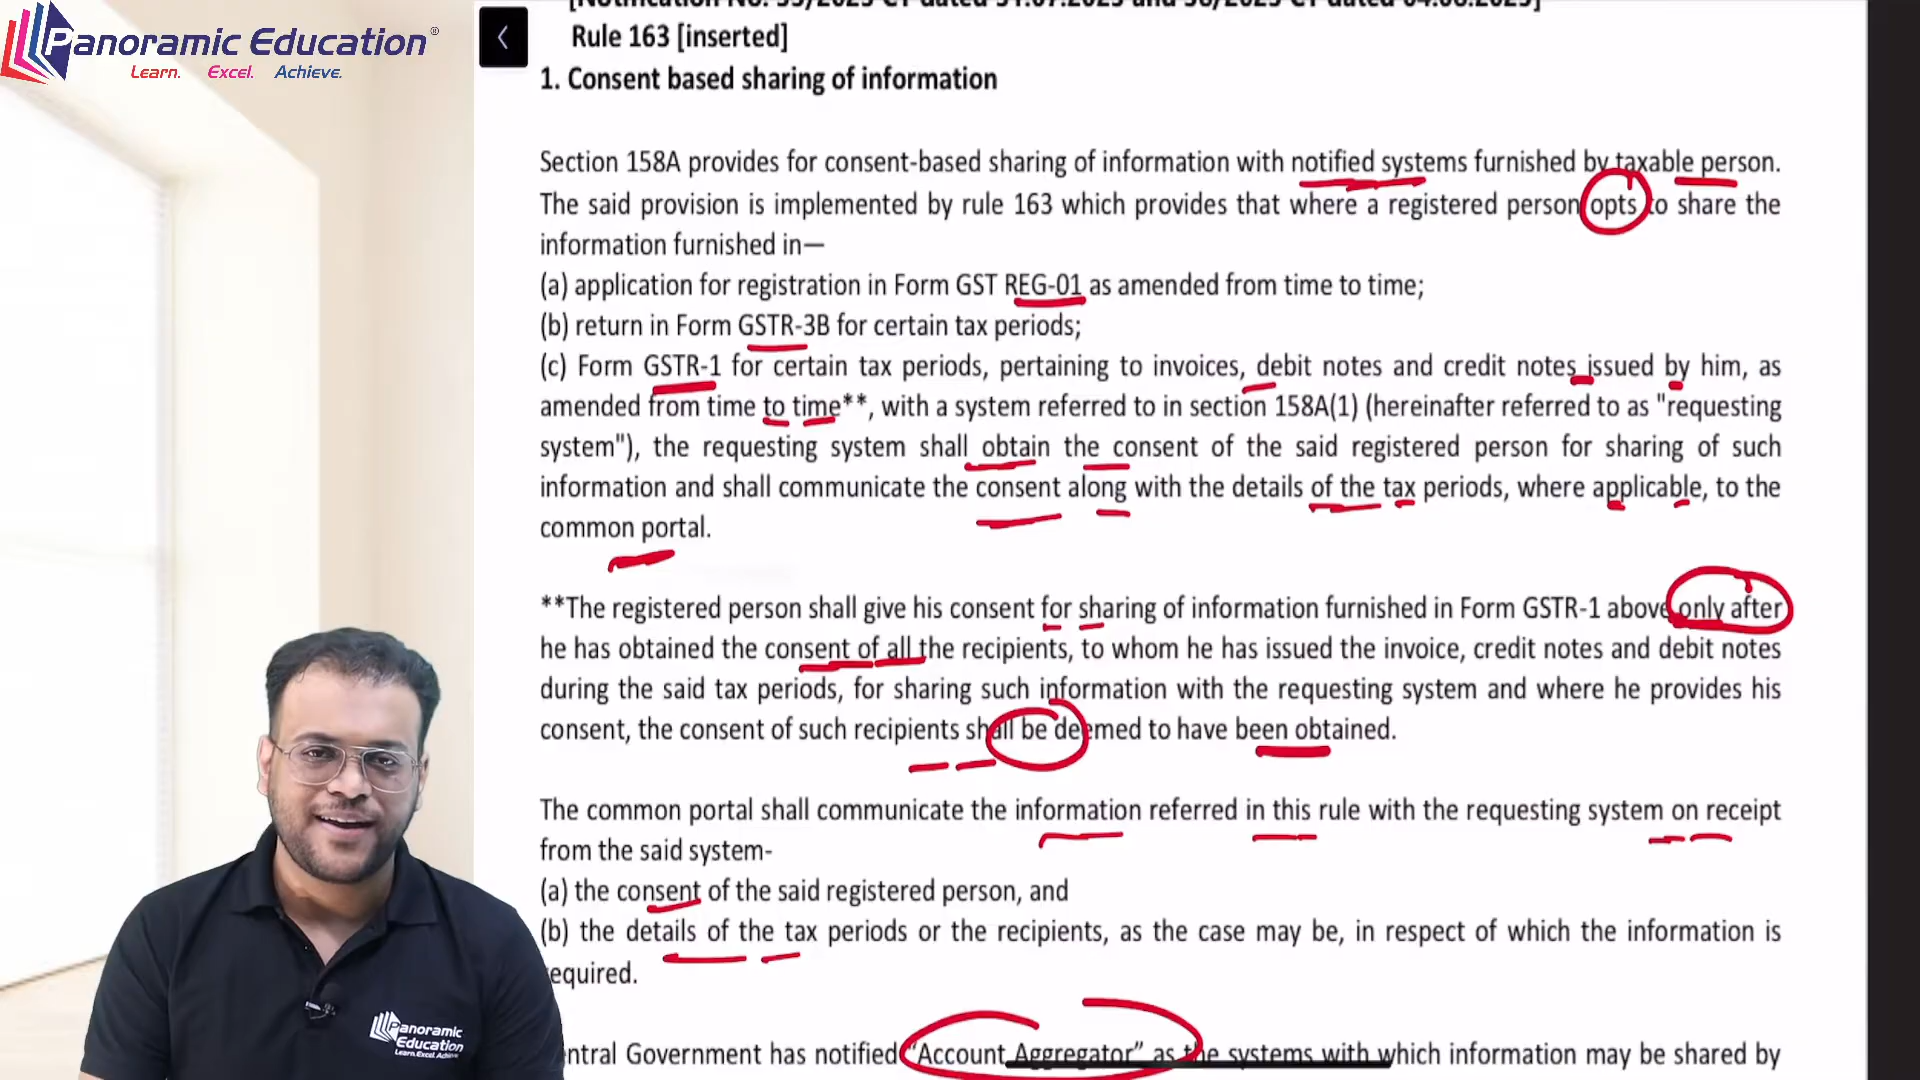 Panoramic Education®
Learn. Excel. Achieve.
Rule 163 [inserted]
1. Consent based sharing of information
Section 158A provides for consent-based sharing of information with notified systems furnished by taxable person.
The said provision is implemented by rule 163 which provides that where a registered person opts to share the
information furnished in—
(a) application for registration in Form GST REG-01 as amended from time to time;
(b) return in Form GSTR-3B for certain tax periods;
(c) Form GSTR-1 for certain tax periods, pertaining to invoices, debit notes and credit notes issued by him, as
amended from time to time**, with a system referred to in section 158A(1) (hereinafter referred to as "requesting
system"), the requesting system shall obtain the consent of the said registered person for sharing of such
information and shall communicate the consent along with the details of the tax periods, where applicable, to the
common portal.
**The registered person shall give his consent for sharing of information furnished in Form GSTR-1 above only after
he has obtained the consent of all the recipients, to whom he has issued the invoice, credit notes and debit notes
during the said tax periods, for sharing such information with the requesting system and where he provides his
consent, the consent of such recipients shall be deemed to have been obtained.
The common portal shall communicate the information referred in this rule with the requesting system on receipt
from the said system-
(a) the consent of the said registered person, and
(b) the details of the tax periods or the recipients, as the case may be, in respect of which the information is
equired.
ntral Government has notified "Account Aggregator" as the systems with which information may be shared by
Panoramic
Education
Learn.Excel.Achieve